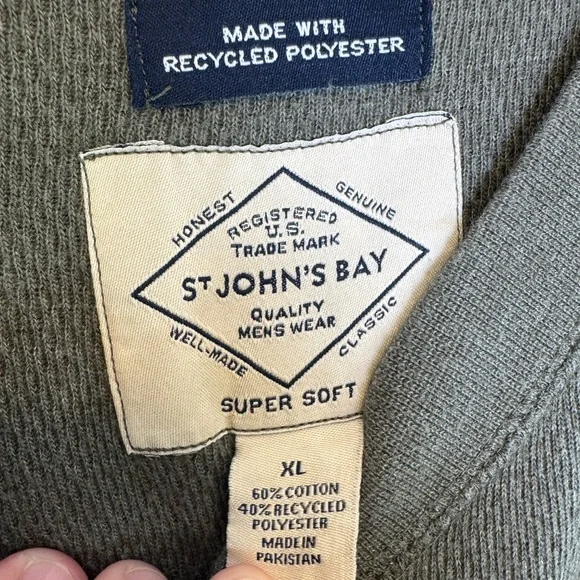 MADE WITH
RECYCLED POLYESTER
HONEST
GENUINE
REGISTERED
U.S.
TRADE MARK
ST JOHN'S BAY
QUALITY
MENS WEAR
WELL-MADE
CLASSIC
SUPER SOFT
XL
60% COTTON
40% RECYCLED
POLYESTER
MADE IN
PAKISTAN